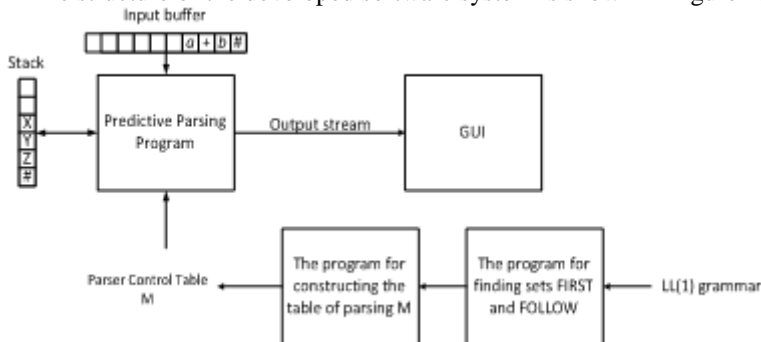 Input buffer
a + b #
Stack
X
Y
Z
#
Predictive Parsing
Program
Output stream
GUI
Parser Control Table
M
The program for
constructing the
table of parsing M
The program for
finding sets FIRST
and FOLLOW
LL(1) grammar